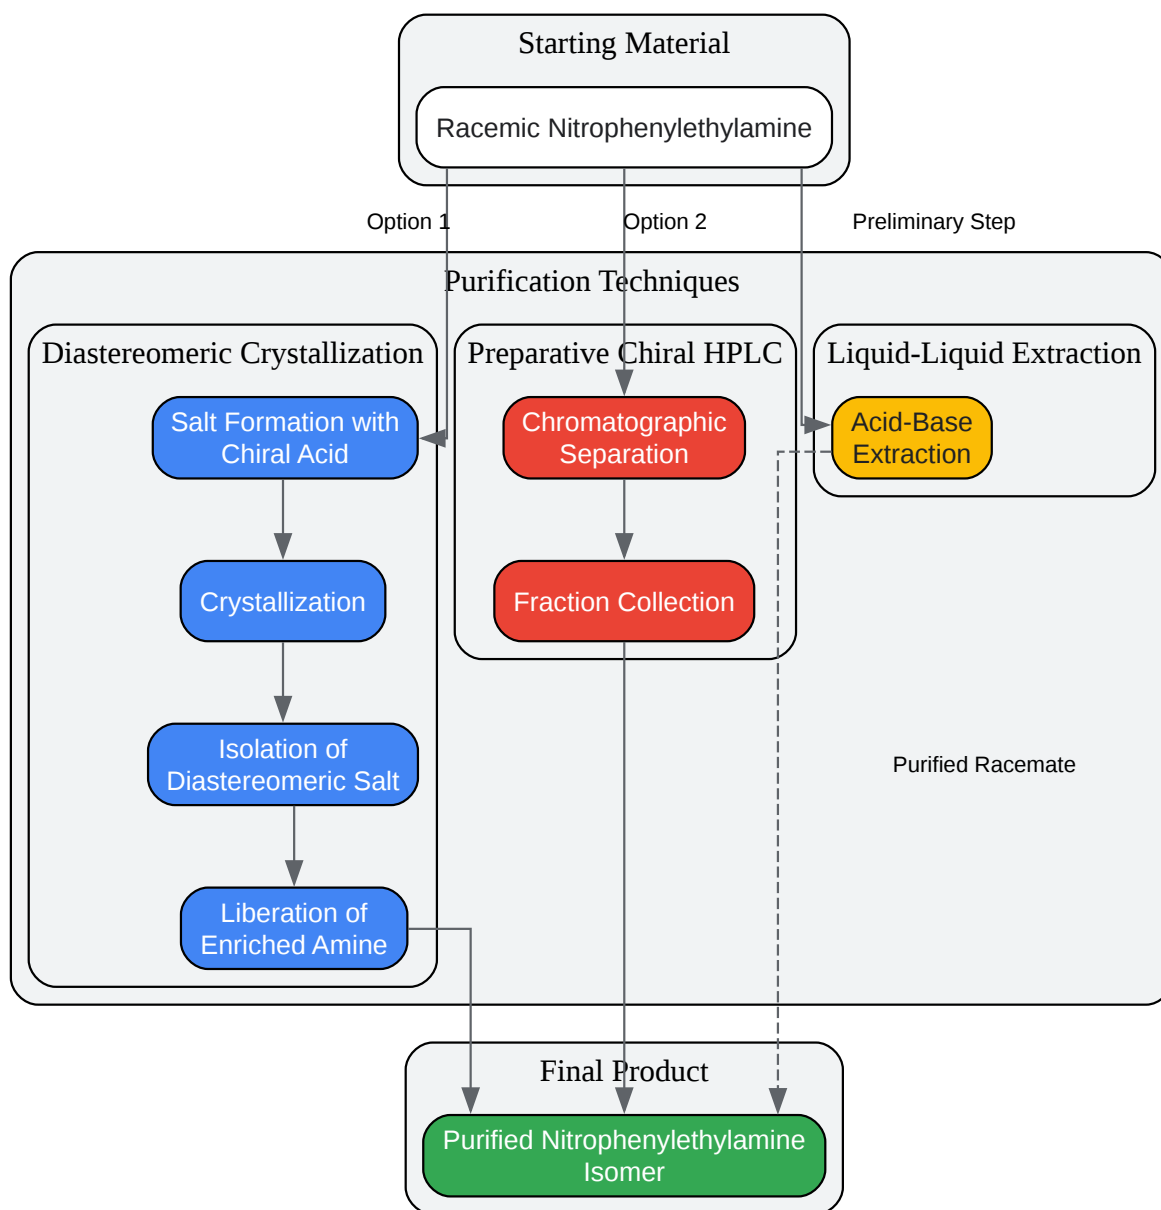 Starting Material
Racemic Nitrophenylethylamine
Option 1
Option 2
Preliminary Step
Purification Techniques
Diastereomeric Crystallization
Preparative Chiral HPLC
Liquid-Liquid Extraction
Salt Formation with
Chiral Acid
Chromatographic
Separation
Acid-Base
Extraction
Crystallization
Fraction Collection
Isolation of
Diastereomeric Salt
Purified Racemate
Liberation of
Enriched Amine
Final Product
Purified Nitrophenylethylamine
Isomer